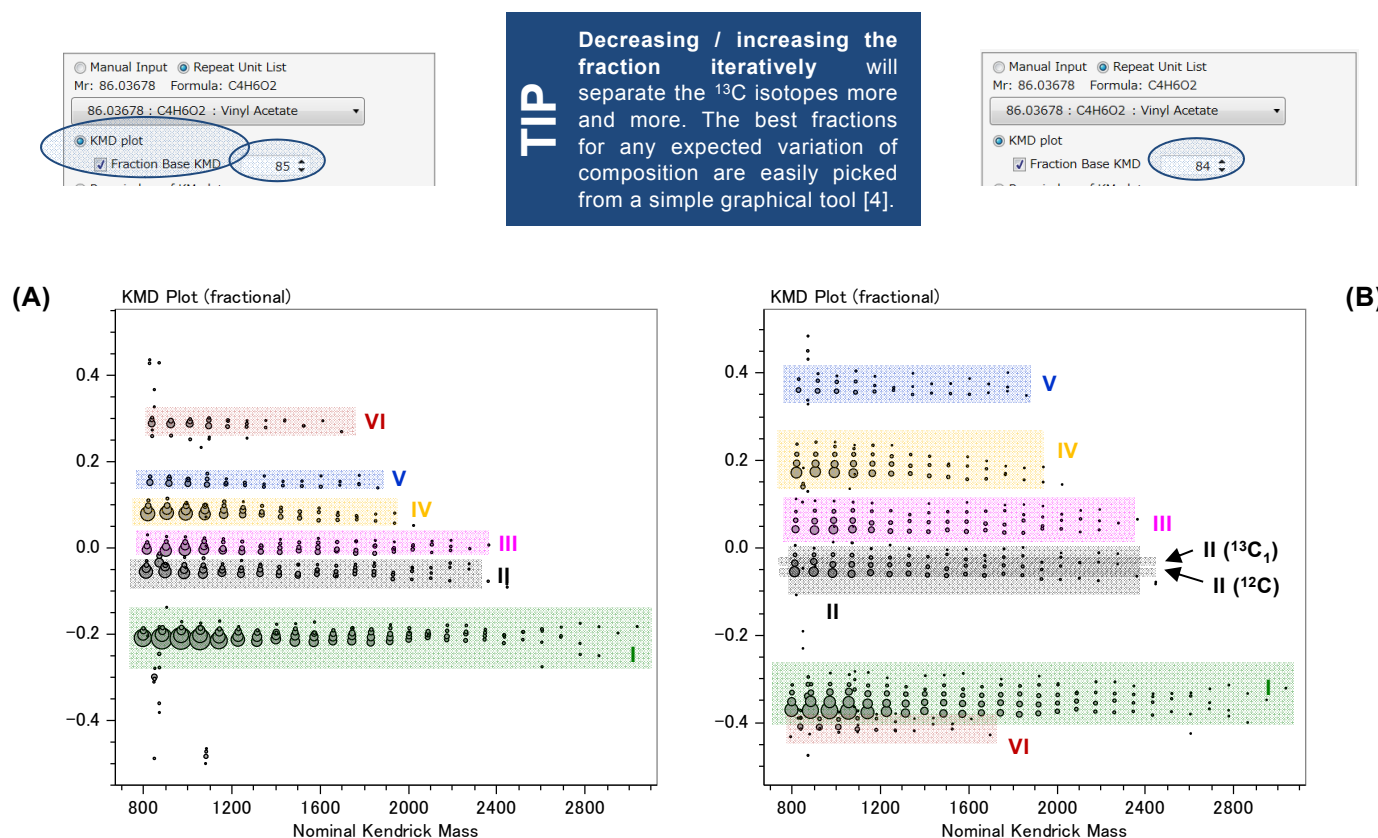 Manual Input Repeat Unit List
Mr: 86.03678 Formula: C4H6O2
86.03678 : C4H6O2 : Vinyl Acetate
KMD plot
Fraction Base KMD 85
TIP
Decreasing / increasing the
fraction iteratively will
separate the ¹³C isotopes more
and more. The best fractions
for any expected variation of
composition are easily picked
from a simple graphical tool [4].
Manual Input Repeat Unit List
Mr: 86.03678 Formula: C4H6O2
86.03678 : C4H6O2 : Vinyl Acetate
KMD plot
Fraction Base KMD 84
(A)
KMD Plot (fractional)
0.4
0.2
0.0
−0.2
−0.4
VI
V
IV
III
II
I
800 1200 1600 2000 2400 2800
Nominal Kendrick Mass
(B)
KMD Plot (fractional)
0.4
0.2
0.0
−0.2
−0.4
V
IV
III
II (¹³C₁)
II (¹²C)
II
I
VI
800 1200 1600 2000 2400 2800
Nominal Kendrick Mass